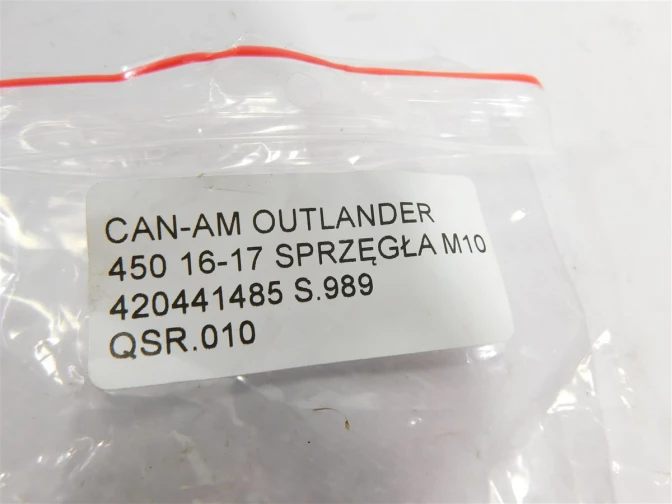 CAN-AM OUTLANDER
450 16-17 SPRZĘGŁA M10
420441485 S.989
QSR.010